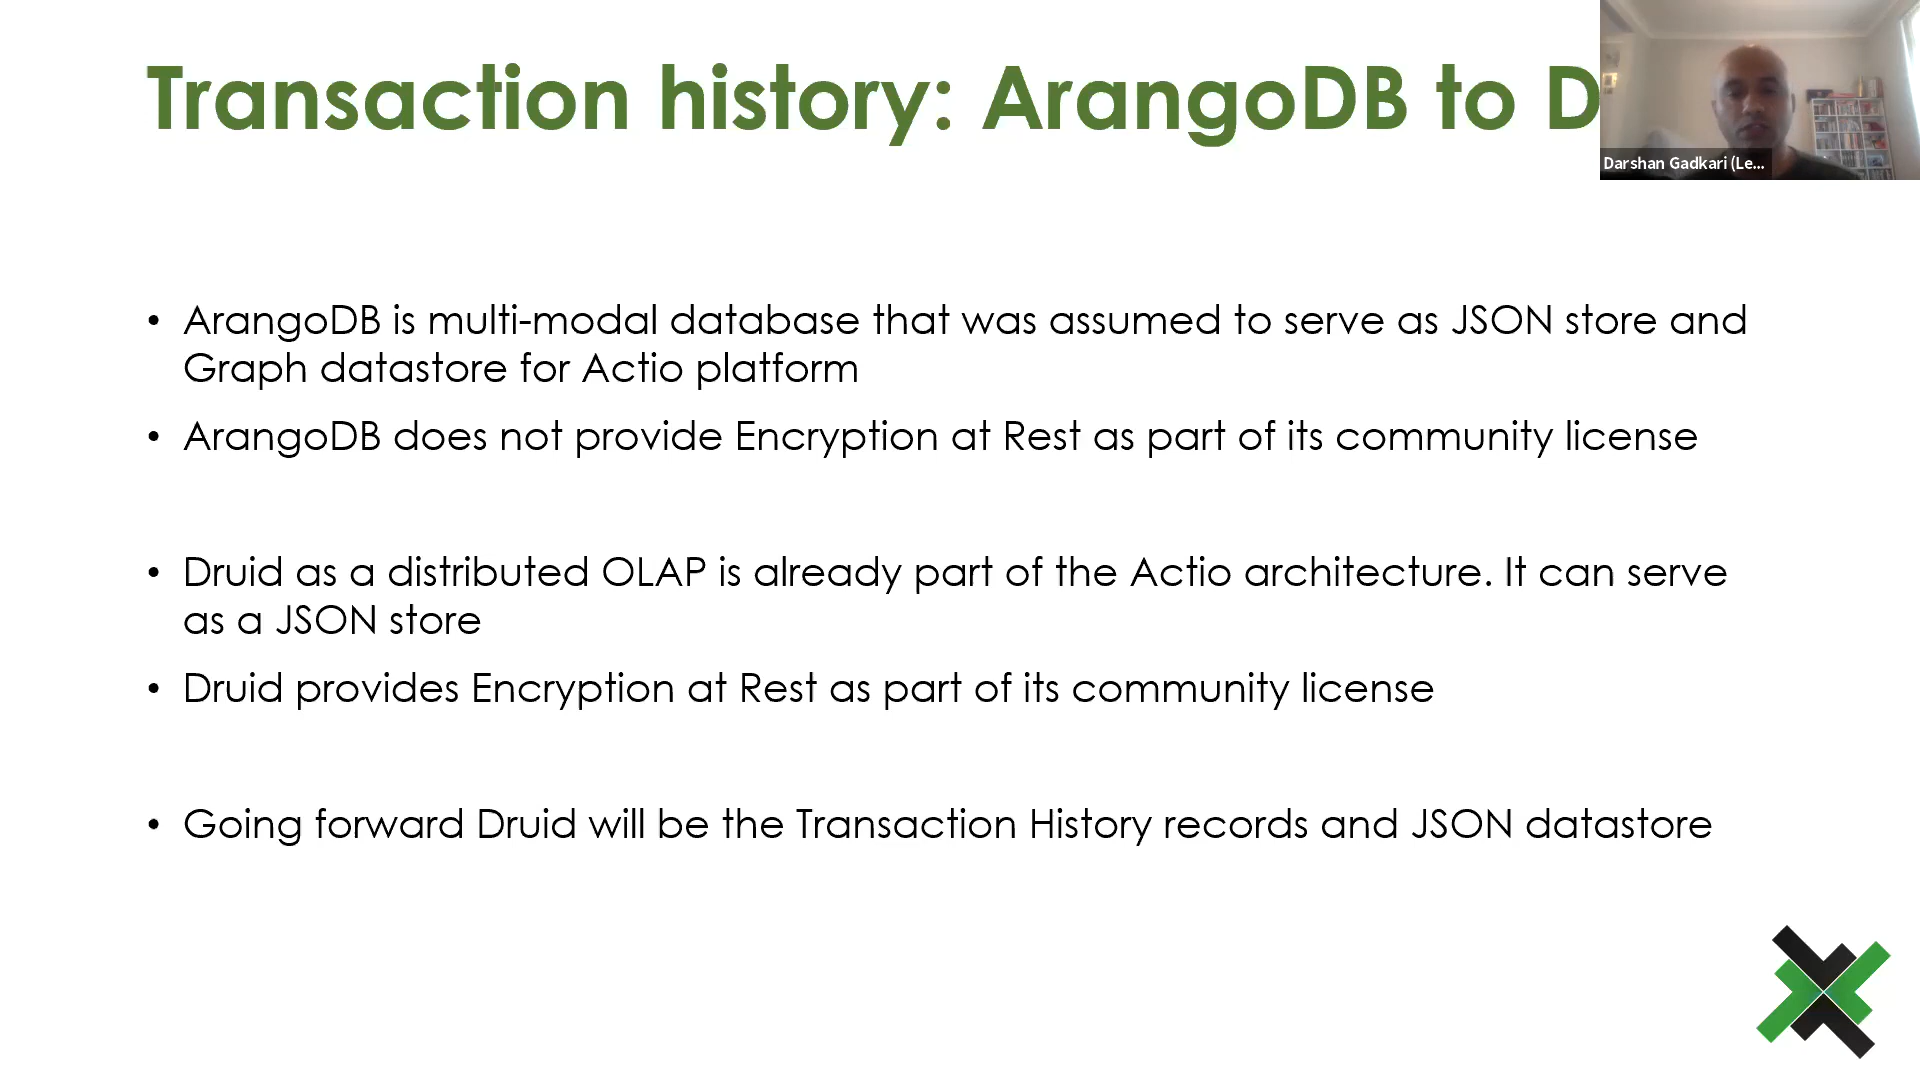 Transaction history: ArangoDB to D
Darshan Gadkari (Le...
• ArangoDB is multi-modal database that was assumed to serve as JSON store and
Graph datastore for Actio platform
• ArangoDB does not provide Encryption at Rest as part of its community license
• Druid as a distributed OLAP is already part of the Actio architecture. It can serve
as a JSON store
• Druid provides Encryption at Rest as part of its community license
• Going forward Druid will be the Transaction History records and JSON datastore